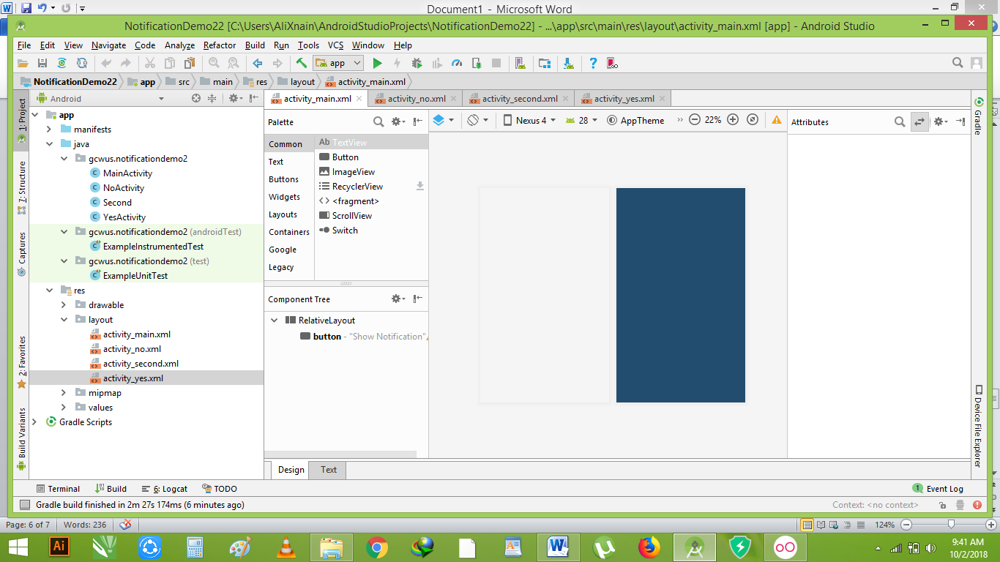 Document1 - Microsoft Word
NotificationDemo22 [C:\Users\AliXnain\AndroidStudioProjects\NotificationDemo22] - ...\app\src\main\res\layout\activity_main.xml [app] - Android Studio
File Edit View Navigate Code Analyze Refactor Build Run Tools VCS Window Help
app
NotificationDemo22 app src main res layout activity_main.xml
Android
activity_main.xml activity_no.xml activity_second.xml activity_yes.xml
1: Project
7: Structure
Captures
2: Favorites
Build Variants
app
manifests
java
gcwus.notificationdemo2
MainActivity
NoActivity
Second
YesActivity
gcwus.notificationdemo2 (androidTest)
ExampleInstrumentedTest
gcwus.notificationdemo2 (test)
ExampleUnitTest
res
drawable
layout
activity_main.xml
activity_no.xml
activity_second.xml
activity_yes.xml
mipmap
values
Gradle Scripts
Palette
Common
Text
Buttons
Widgets
Layouts
Containers
Google
Legacy
Ab TextView
Button
ImageView
RecyclerView
<fragment>
ScrollView
Switch
Component Tree
RelativeLayout
button - "Show Notification"
Nexus 4 28 AppTheme 22%
Attributes
Gradle
Device File Explorer
Design Text
Terminal Build 6: Logcat TODO
1 Event Log
Gradle build finished in 2m 27s 174ms (6 minutes ago)
Context: <no context>
Page: 6 of 7 Words: 236
124%
Ai
9:41 AM
10/2/2018